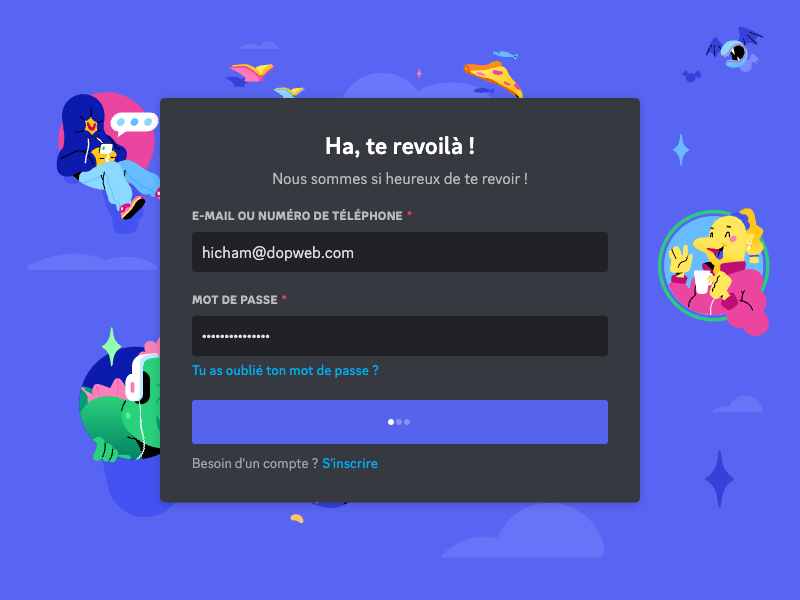 Ha, te revoilà !
Nous sommes si heureux de te revoir !
E-MAIL OU NUMÉRO DE TÉLÉPHONE *
hicham@dopweb.com
MOT DE PASSE *
•••••••••••••••
Tu as oublié ton mot de passe ?
Besoin d'un compte ? S'inscrire